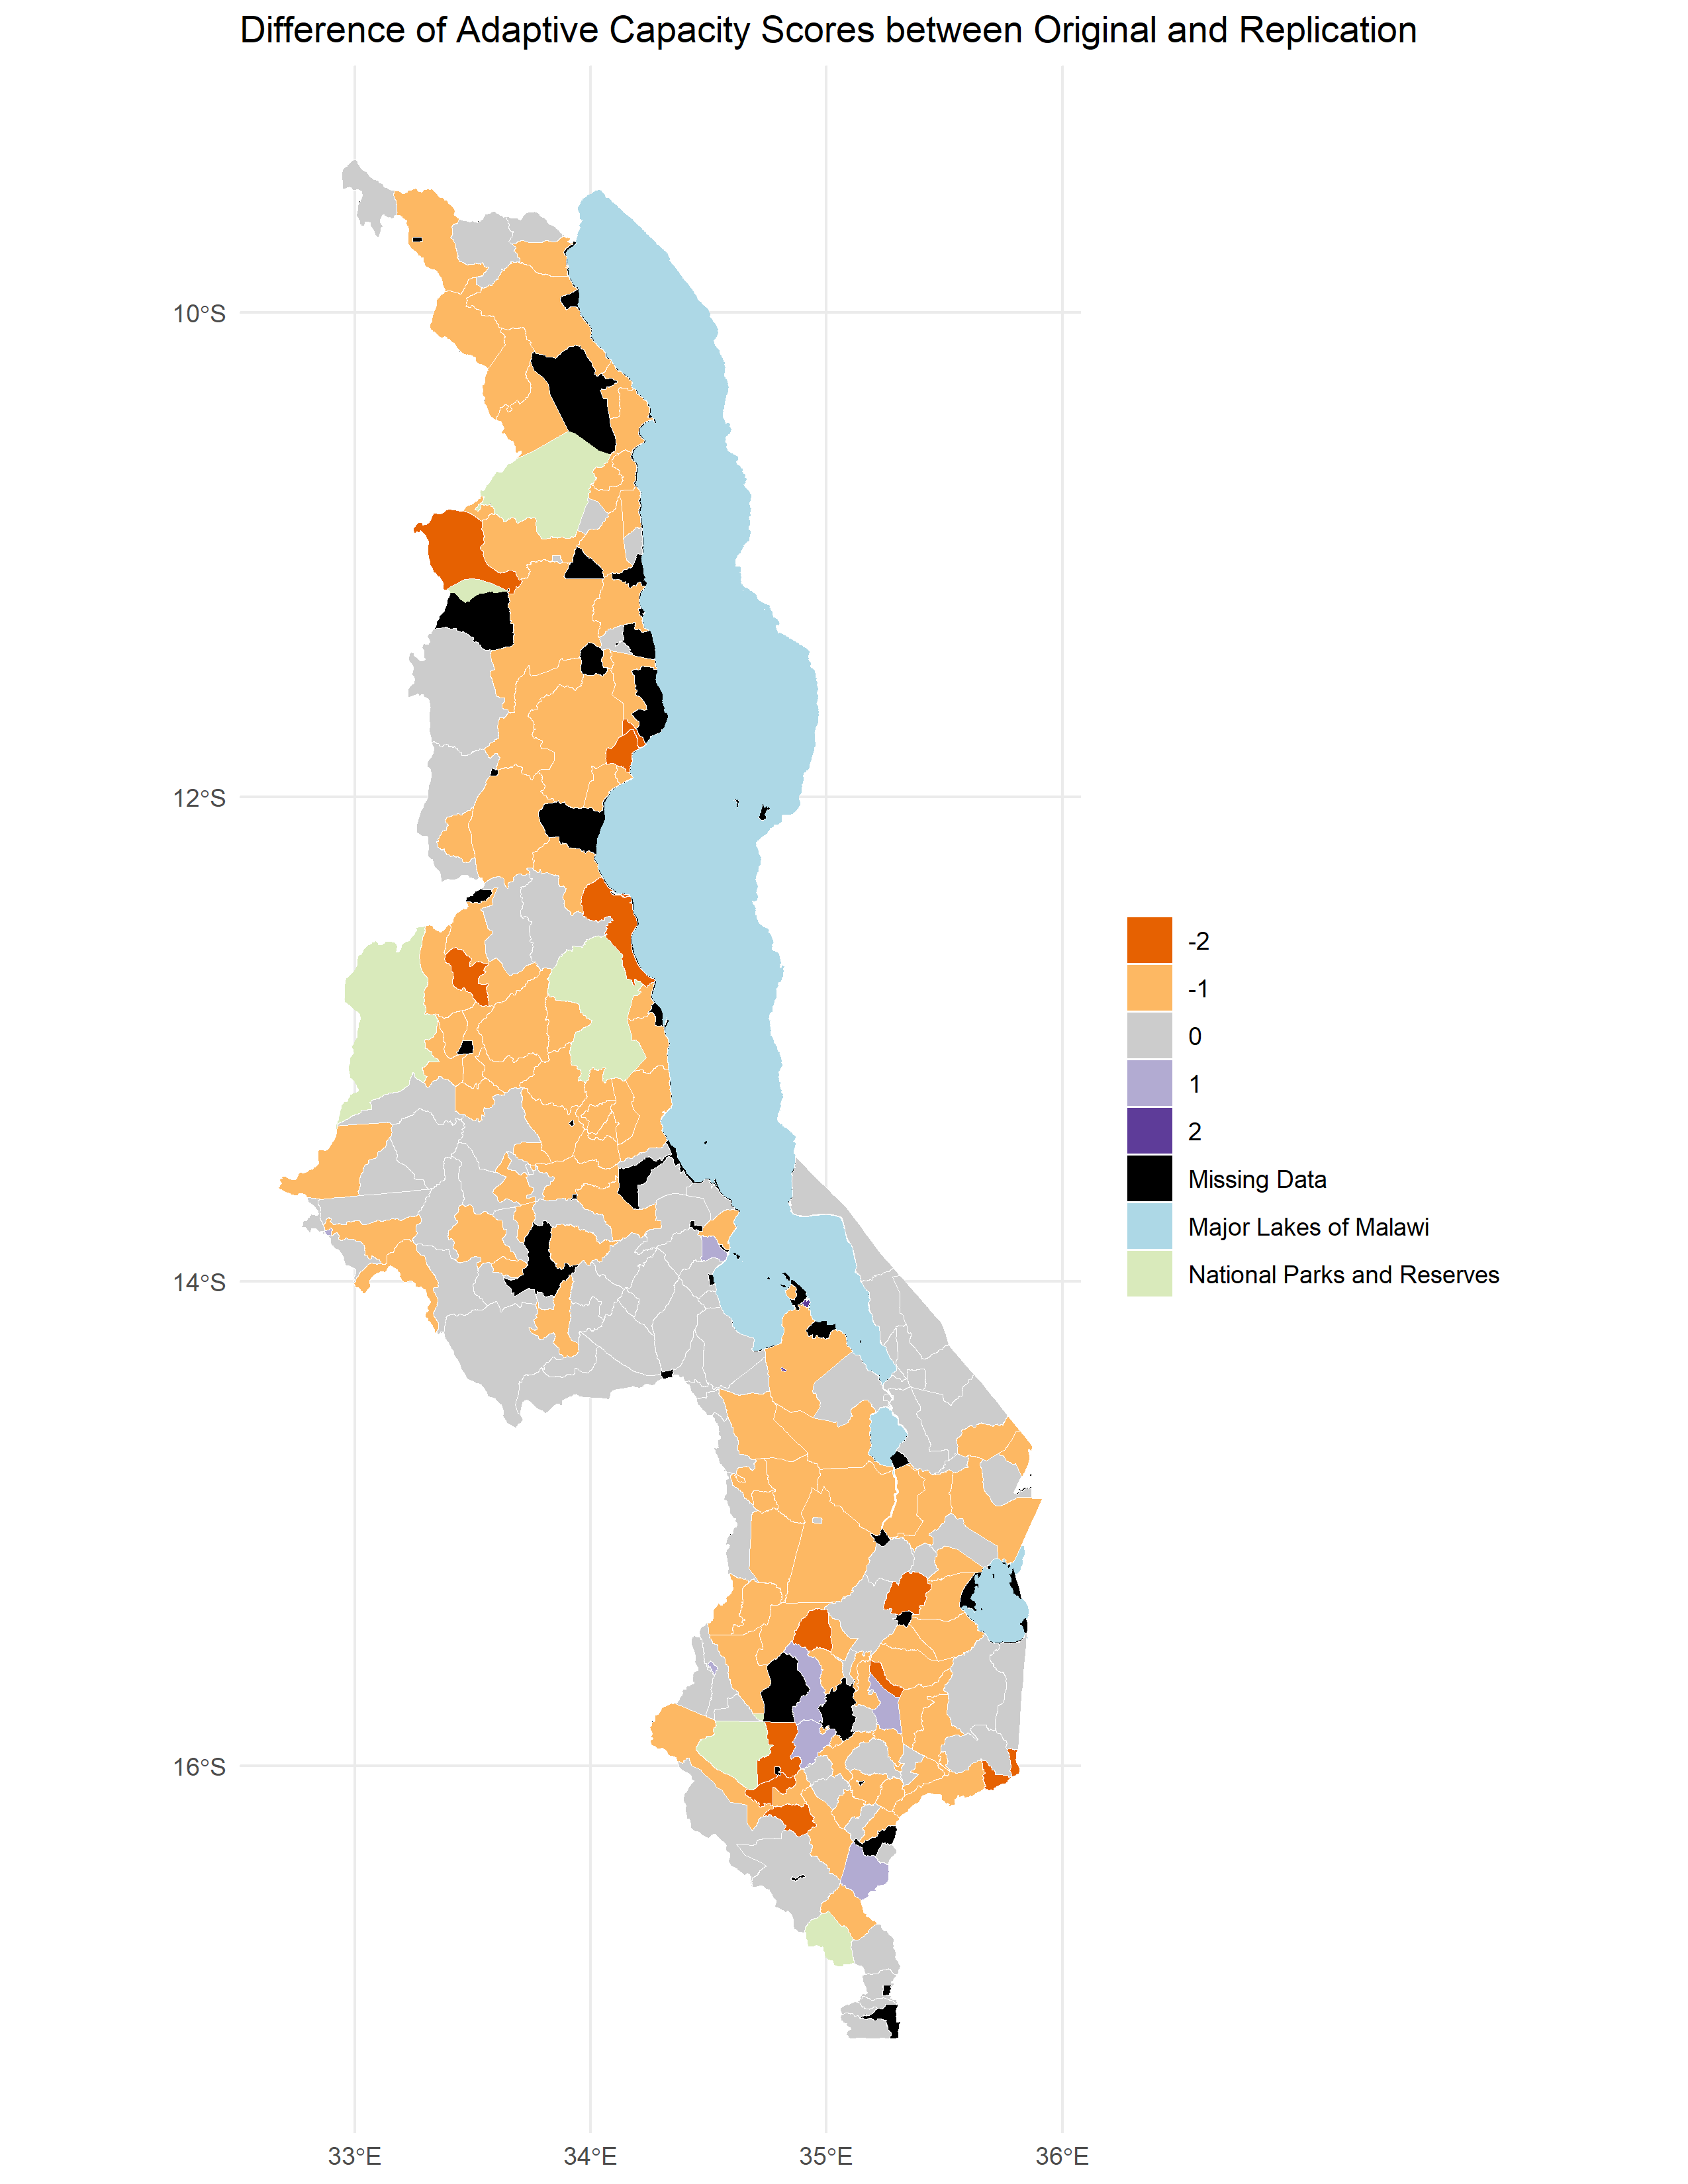 Difference of Adaptive Capacity Scores between Original and Replication
10°S
12°S
14°S
16°S
33°E
34°E
35°E
36°E
-2
-1
0
1
2
Missing Data
Major Lakes of Malawi
National Parks and Reserves